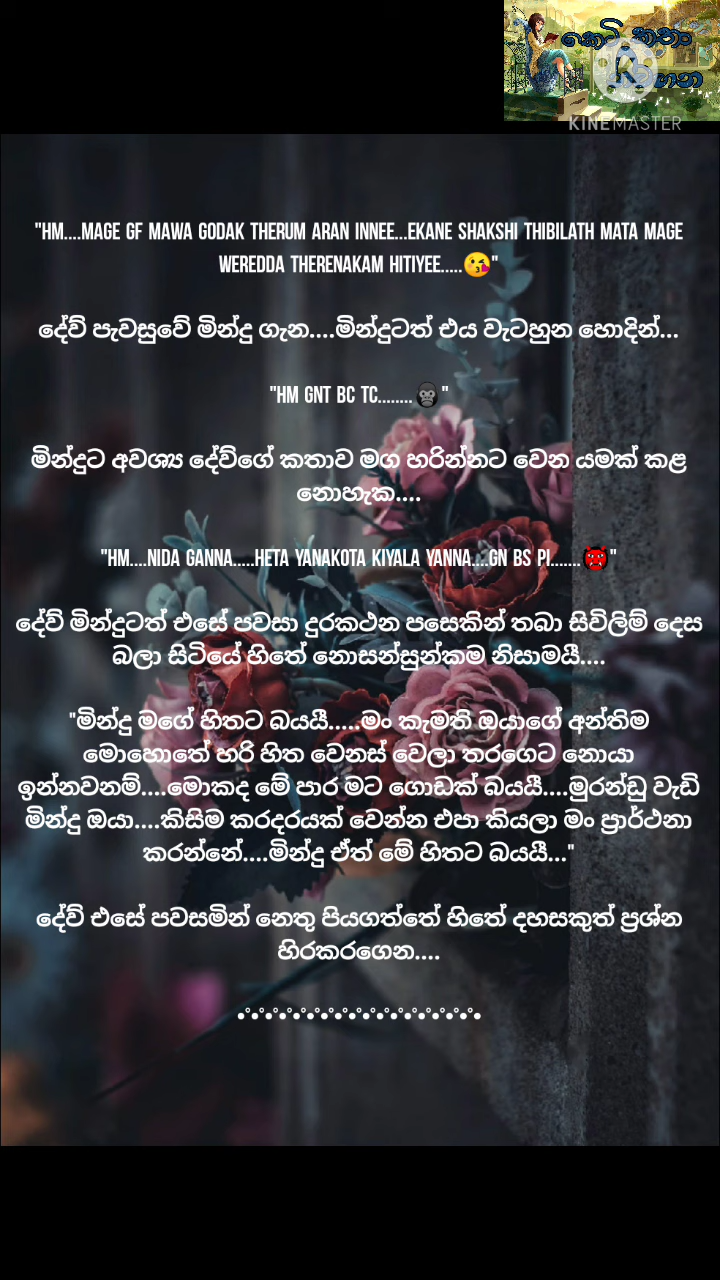 කෙටි කතා
KINEMASTER
"HM....MAGE GF MAWA GODAK THERUM ARAN INNEE...EKANE SHAKSHI THIBILATH MATA MAGE
WEREDDA THERENAKAM HITIYEE.....😘"
දේව් පැවසුවේ මින්දු ගැන....මින්දුටත් එය වැටහුන හොදින්...
"HM GNT BC TC........🦍"
මින්දුට අවශ්‍ය දේව්ගේ කතාව මග හරින්නට වෙන යමක් කළ
නොහැක....
"HM....NIDA GANNA.....HETA YANAKOTA KIYALA YANNA....GN BS PI.......👹"
දේව් මින්දුටත් එසේ පවසා දුරකථන පසෙකින් තබා සිවිලිම් දෙස
බලා සිටියේ හිතේ නොසන්සුන්කම නිසාමයී....
"මින්දු මගේ හිතට බයයී.....මං කැමතී ඔයාගේ අන්තිම
මොහොතේ හරි හිත වෙනස් වෙලා තරගෙට නොයා
ඉන්නවනම්....මොකද මේ පාර මට ගොඩක් බයයී....මුරන්ඩු වැඩි
මින්දු ඔයා....කිසිම කරදරයක් වෙන්න එපා කියලා මං ප්‍රාර්ථනා
කරන්නේ....මින්දු ඒත් මේ හිතට බයයී..."
දේව් එසේ පවසමින් නෙතු පියගත්තේ හිතේ දහසකුත් ප්‍රශ්න
හිරකරගෙන....